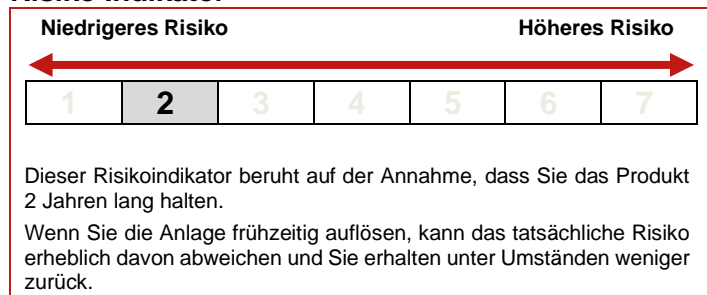 Niedrigeres Risiko Höheres Risiko
1 2 3 4 5 6 7
Dieser Risikoindikator beruht auf der Annahme, dass Sie das Produkt
2 Jahren lang halten.
Wenn Sie die Anlage frühzeitig auflösen, kann das tatsächliche Risiko
erheblich davon abweichen und Sie erhalten unter Umständen weniger
zurück.